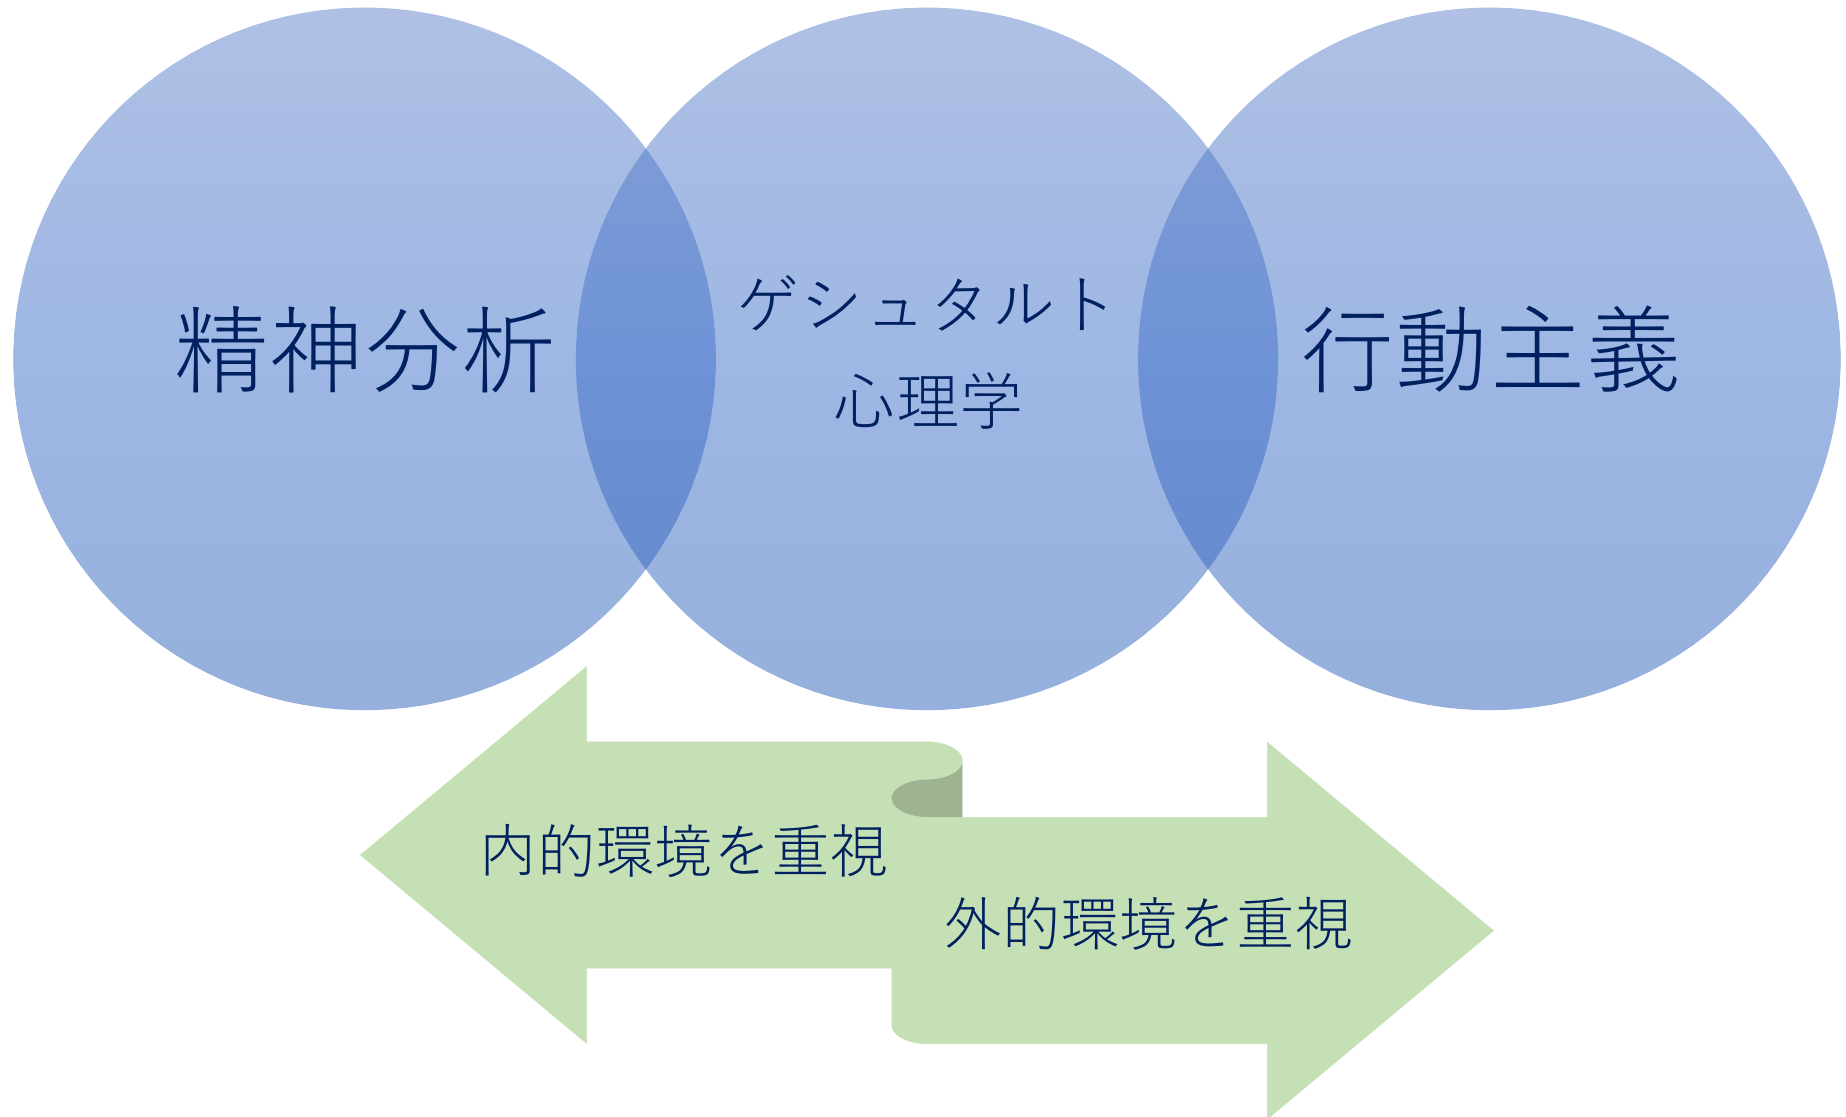 精神分析
ゲシュタルト
心理学
行動主義
内的環境を重視
外的環境を重視